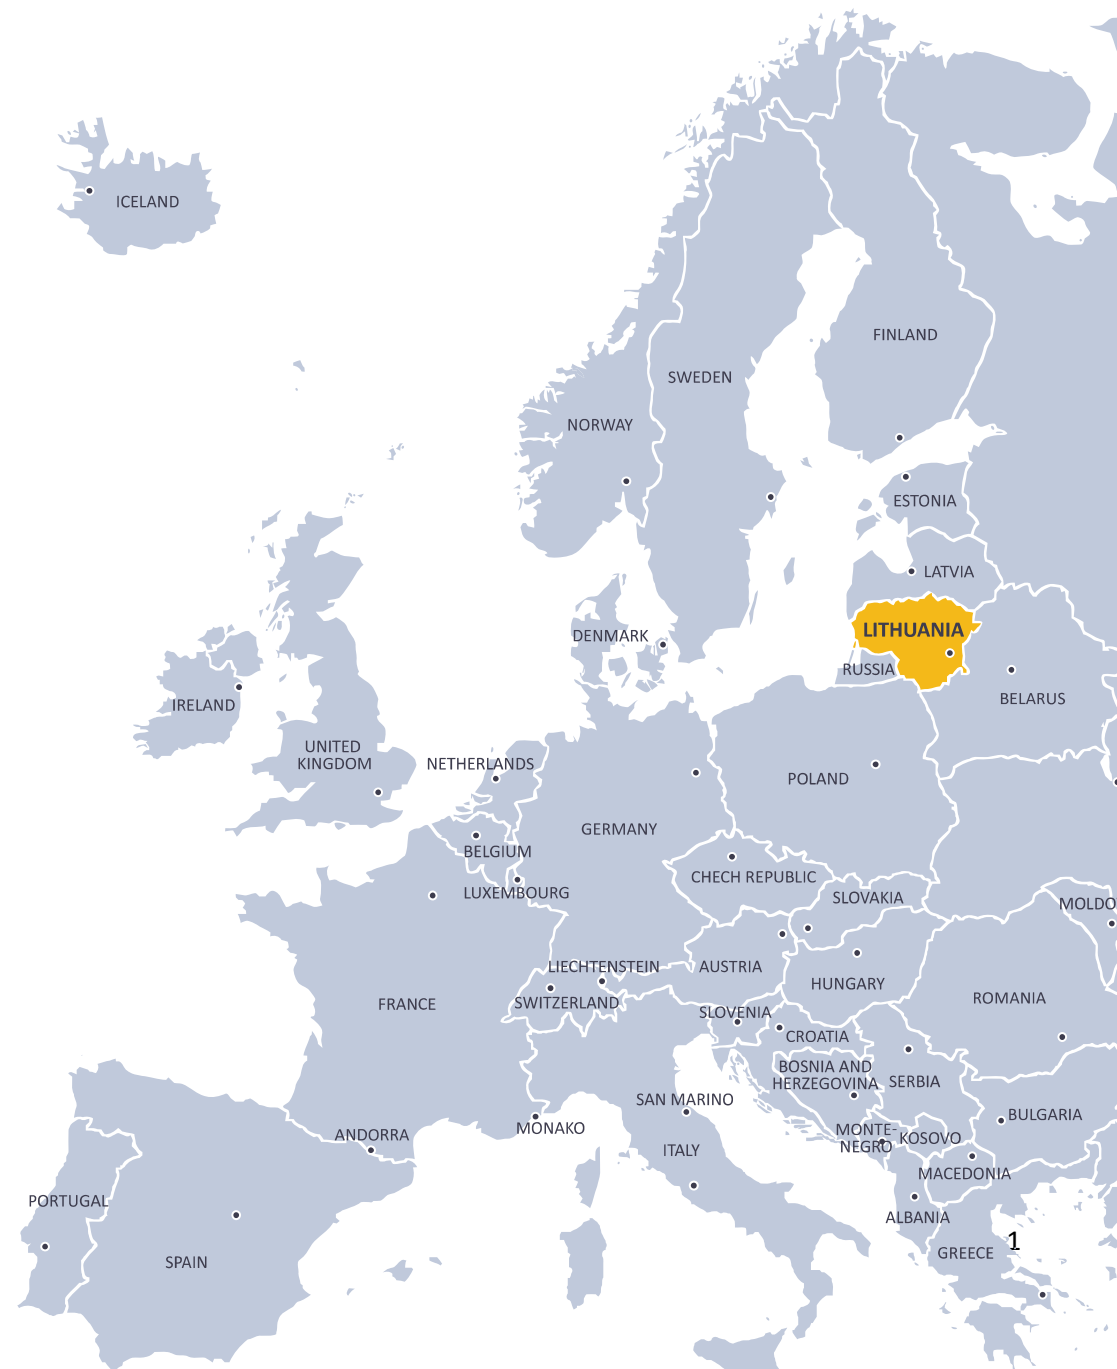 ICELAND
FINLAND
SWEDEN
NORWAY
ESTONIA
LATVIA
LITHUANIA
DENMARK
RUSSIA
BELARUS
IRELAND
UNITED
KINGDOM
NETHERLANDS
POLAND
GERMANY
BELGIUM
CHECH REPUBLIC
LUXEMBOURG
SLOVAKIA
MOLDO
LIECHTENSTEIN
AUSTRIA
HUNGARY
SWITZERLAND
FRANCE
ROMANIA
SLOVENIA
CROATIA
BOSNIA AND
HERZEGOVINA
SERBIA
SAN MARINO
BULGARIA
MONAKO
ANDORRA
MONTE-
NEGRO
KOSOVO
ITALY
MACEDONIA
PORTUGAL
ALBANIA
GREECE
1
SPAIN